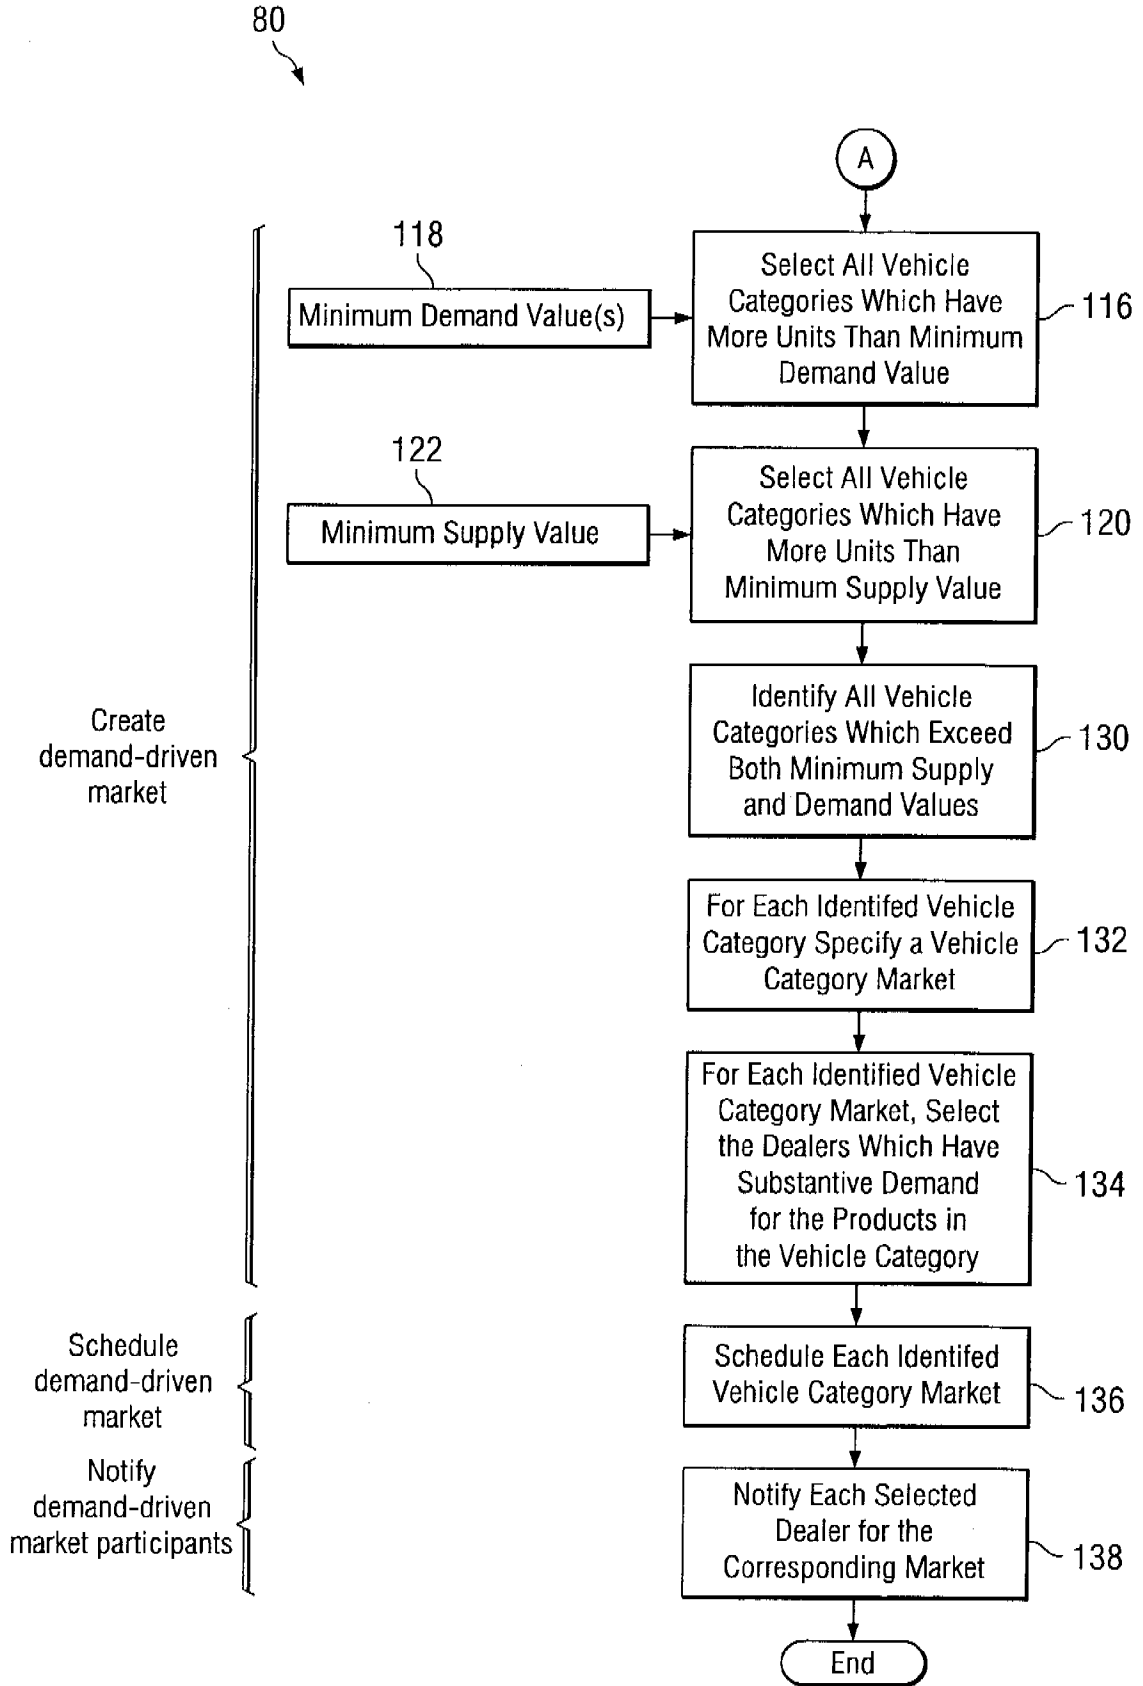 80
A
118
Minimum Demand Value(s)
Select All Vehicle
Categories Which Have
More Units Than Minimum
Demand Value
116
122
Minimum Supply Value
Select All Vehicle
Categories Which Have
More Units Than
Minimum Supply Value
120
Identify All Vehicle
Categories Which Exceed
Both Minimum Supply
and Demand Values
130
Create
demand-driven
market
For Each Identifed Vehicle
Category Specify a Vehicle
Category Market
132
For Each Identified Vehicle
Category Market, Select
the Dealers Which Have
Substantive Demand
for the Products in
the Vehicle Category
134
Schedule
demand-driven
market
Schedule Each Identifed
Vehicle Category Market
136
Notify
demand-driven
market participants
Notify Each Selected
Dealer for the
Corresponding Market
138
End